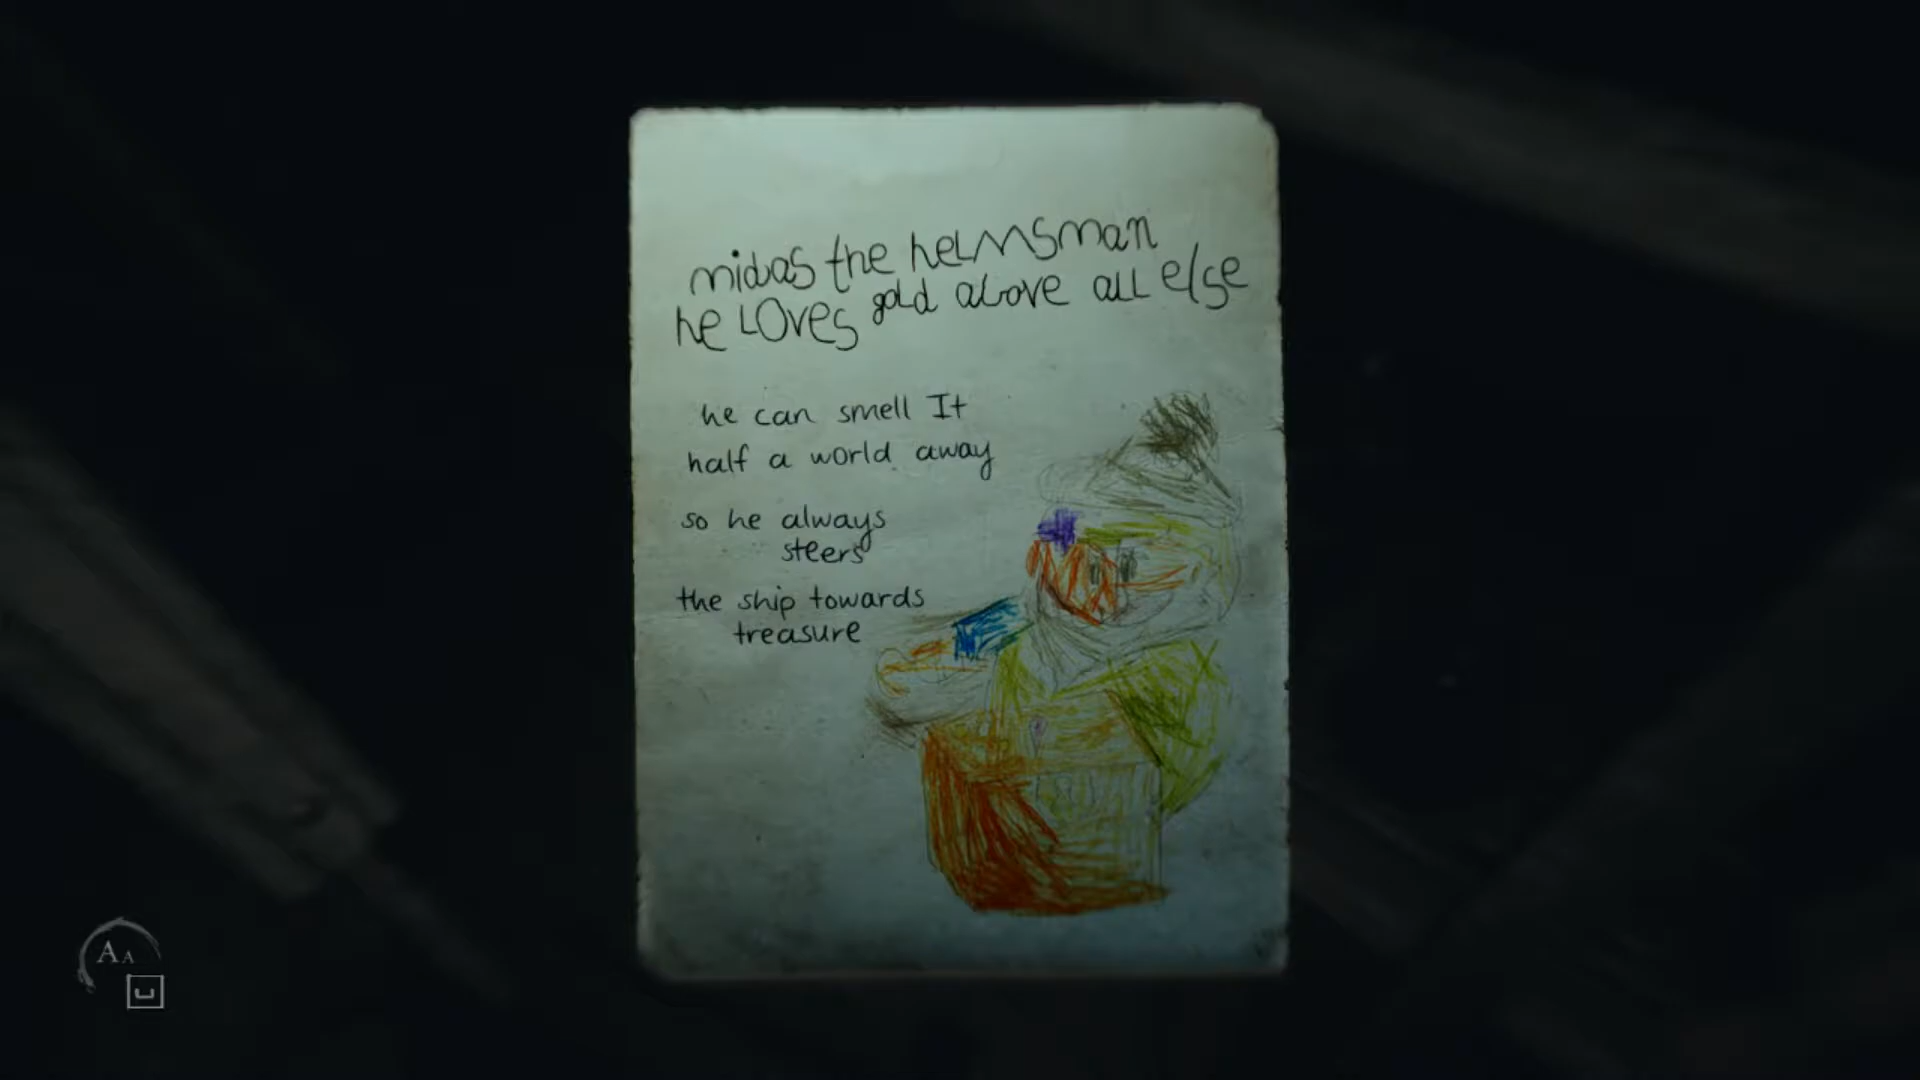 midas the heLMSman
he LOVes goLd above aLL else
he can smell It
half a world away
so he always
steers
the ship towards
treasure
AA